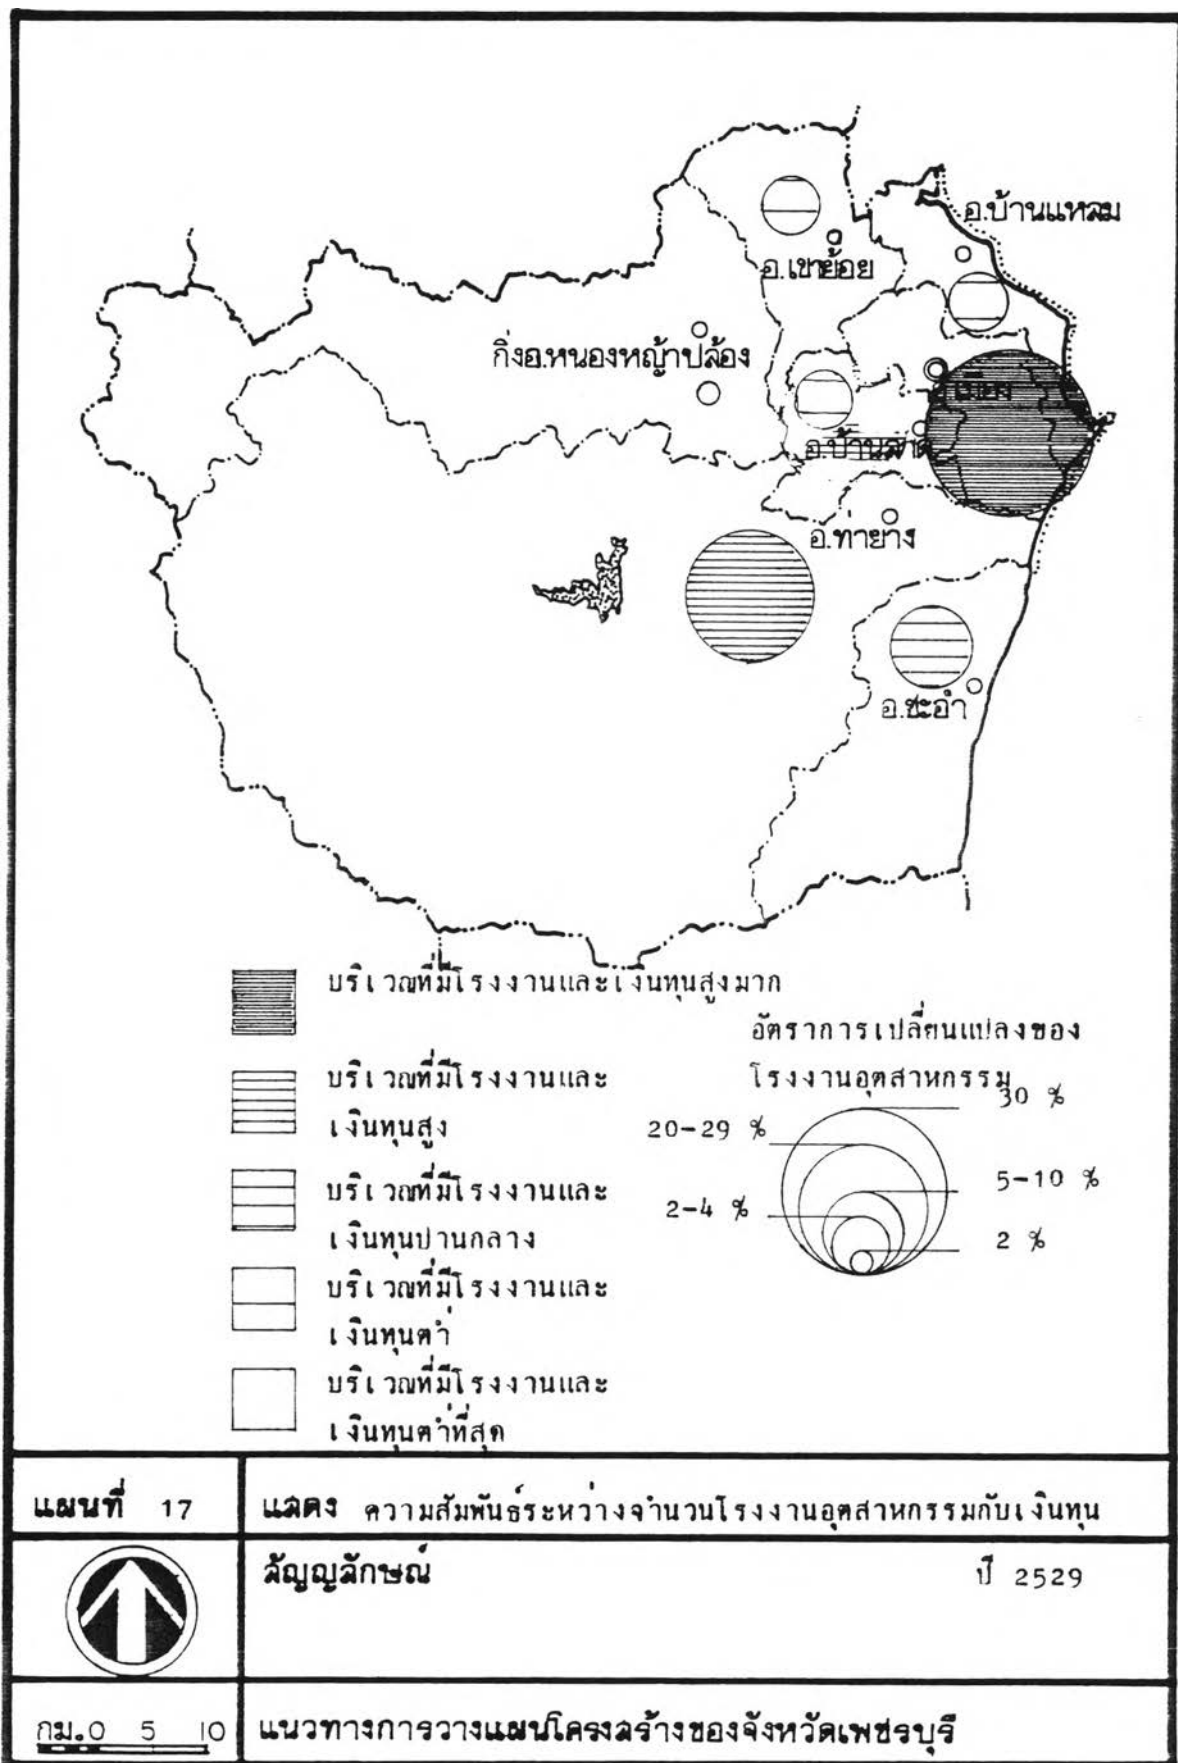 อ.บ้านแหลม
อ.เขาย้อย
กิ่งอ.หนองหญ้าปล้อง
อ.เมือง
อ.บ้านลาด
อ.ท่ายาง
อ.ชะอำ
บริเวณที่มีโรงงานและเงินทุนสูงมาก
บริเวณที่มีโรงงานและ
เงินทุนสูง
บริเวณที่มีโรงงานและ
เงินทุนปานกลาง
บริเวณที่มีโรงงานและ
เงินทุนต่ำ
บริเวณที่มีโรงงานและ
เงินทุนต่ำที่สุด
อัตราการเปลี่ยนแปลงของ
โรงงานอุตสาหกรรม
30 %
20-29 %
5-10 %
2-4 %
2 %
แผนที่ 17
แสดง ความสัมพันธ์ระหว่างจำนวนโรงงานอุตสาหกรรมกับเงินทุน
สัญญลักษณ์
ปี 2529
กม.0 5 10
แนวทางการวางแผนโครงสร้างของจังหวัดเพชรบุรี